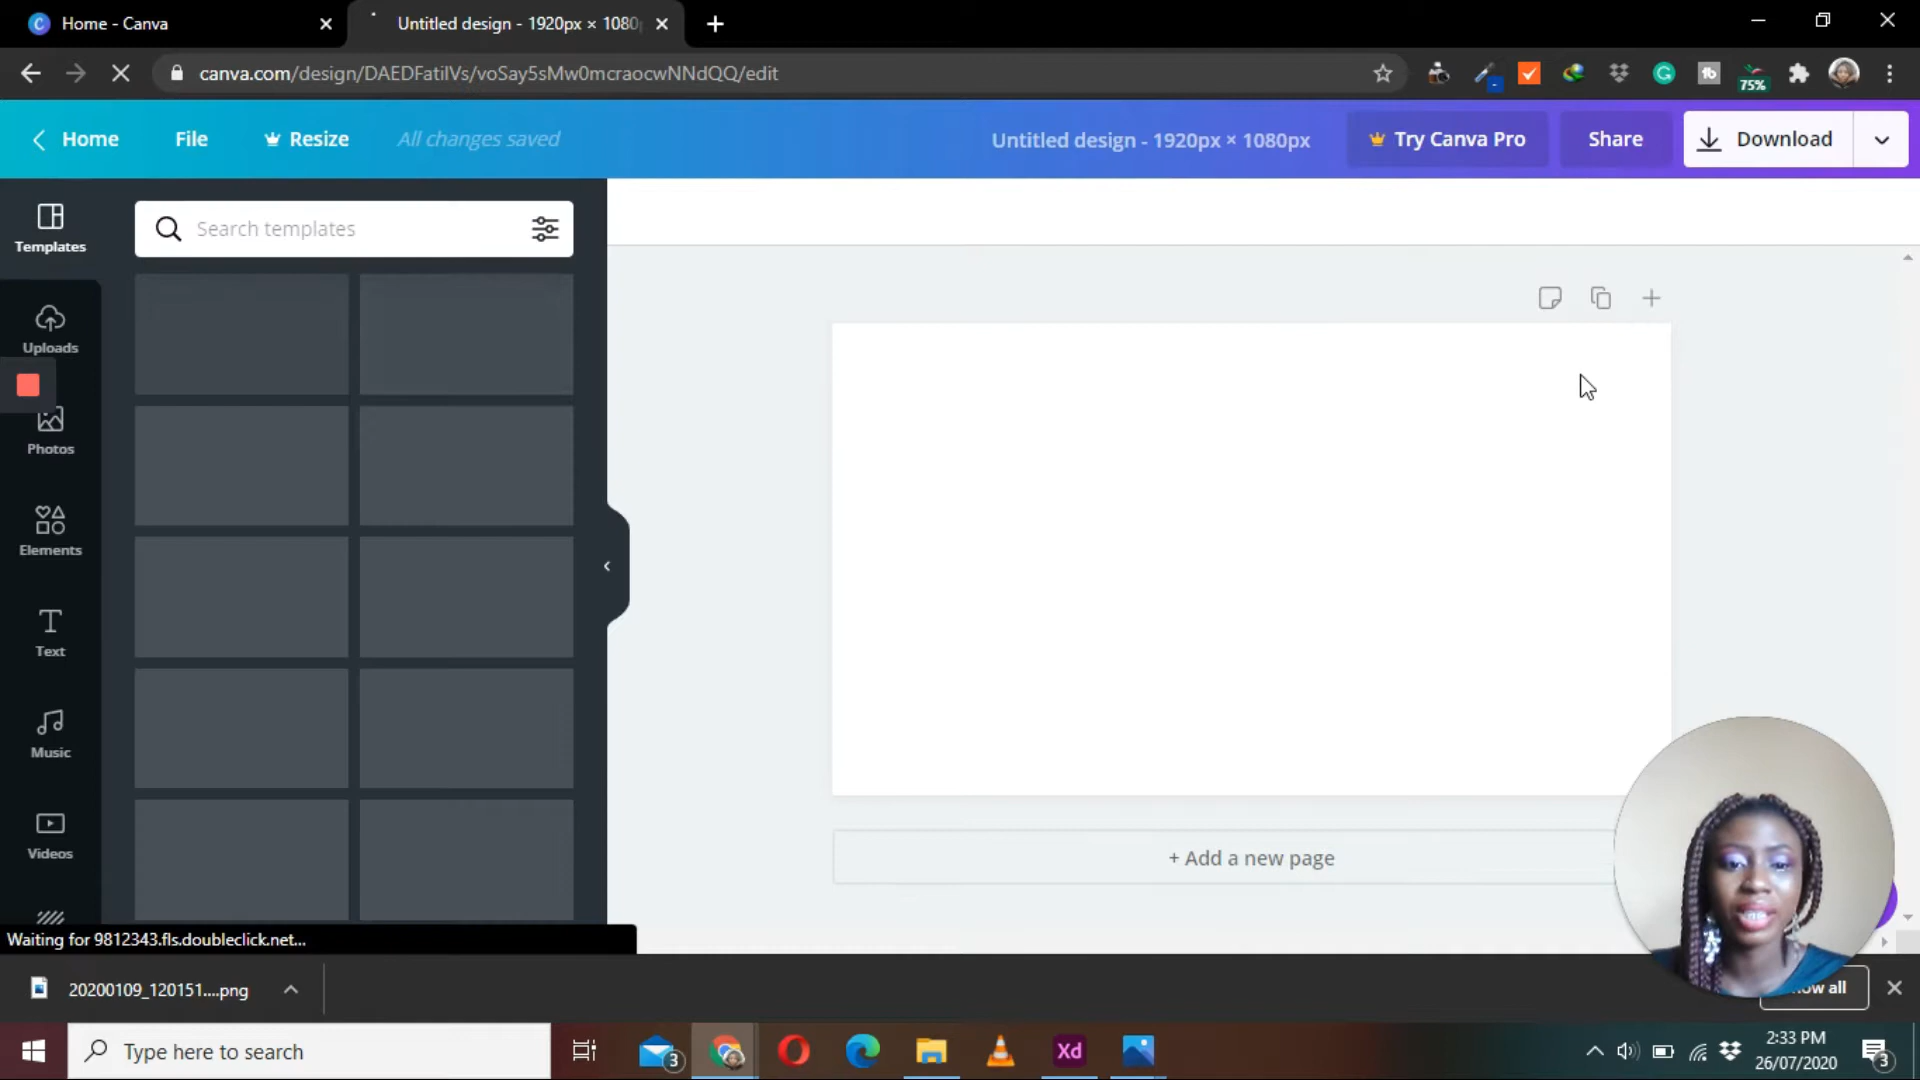 Home - Canva
Untitled design - 1920px × 1080
canva.com/design/DAEDFatilVs/voSay5sMw0mcraocwNNdQQ/edit
75%
Home
File
Resize
All changes saved
Untitled design - 1920px × 1080px
Try Canva Pro
Share
Download
Templates
Search templates
Uploads
Photos
Elements
Text
Music
Videos
+ Add a new page
Waiting for 9812343.fls.doubleclick.net...
20200109_120151....png
all
Type here to search
3
Xd
2:33 PM
26/07/2020
3